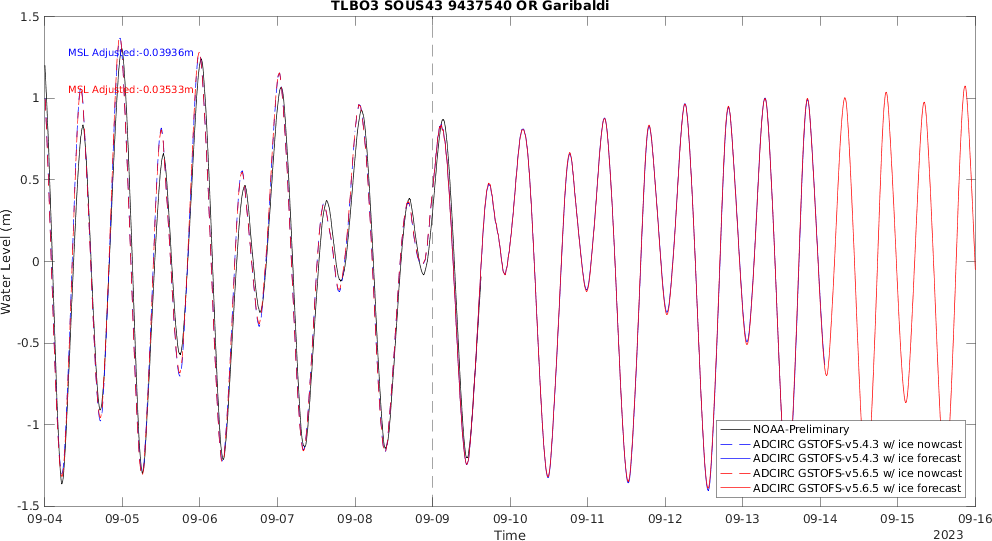 TLBO3 SOUS43 9437540 OR Garibaldi
1.5
MSL Adjusted:-0.03936m
MSL Adjusted:-0.03533m
1
0.5
0
-0.5
-1
-1.5
Water Level (m)
NOAA-Preliminary
ADCIRC GSTOFS-v5.4.3 w/ ice nowcast
ADCIRC GSTOFS-v5.4.3 w/ ice forecast
ADCIRC GSTOFS-v5.6.5 w/ ice nowcast
ADCIRC GSTOFS-v5.6.5 w/ ice forecast
09-04 09-05 09-06 09-07 09-08 09-09 09-10 09-11 09-12 09-13 09-14 09-15 09-16
Time
2023